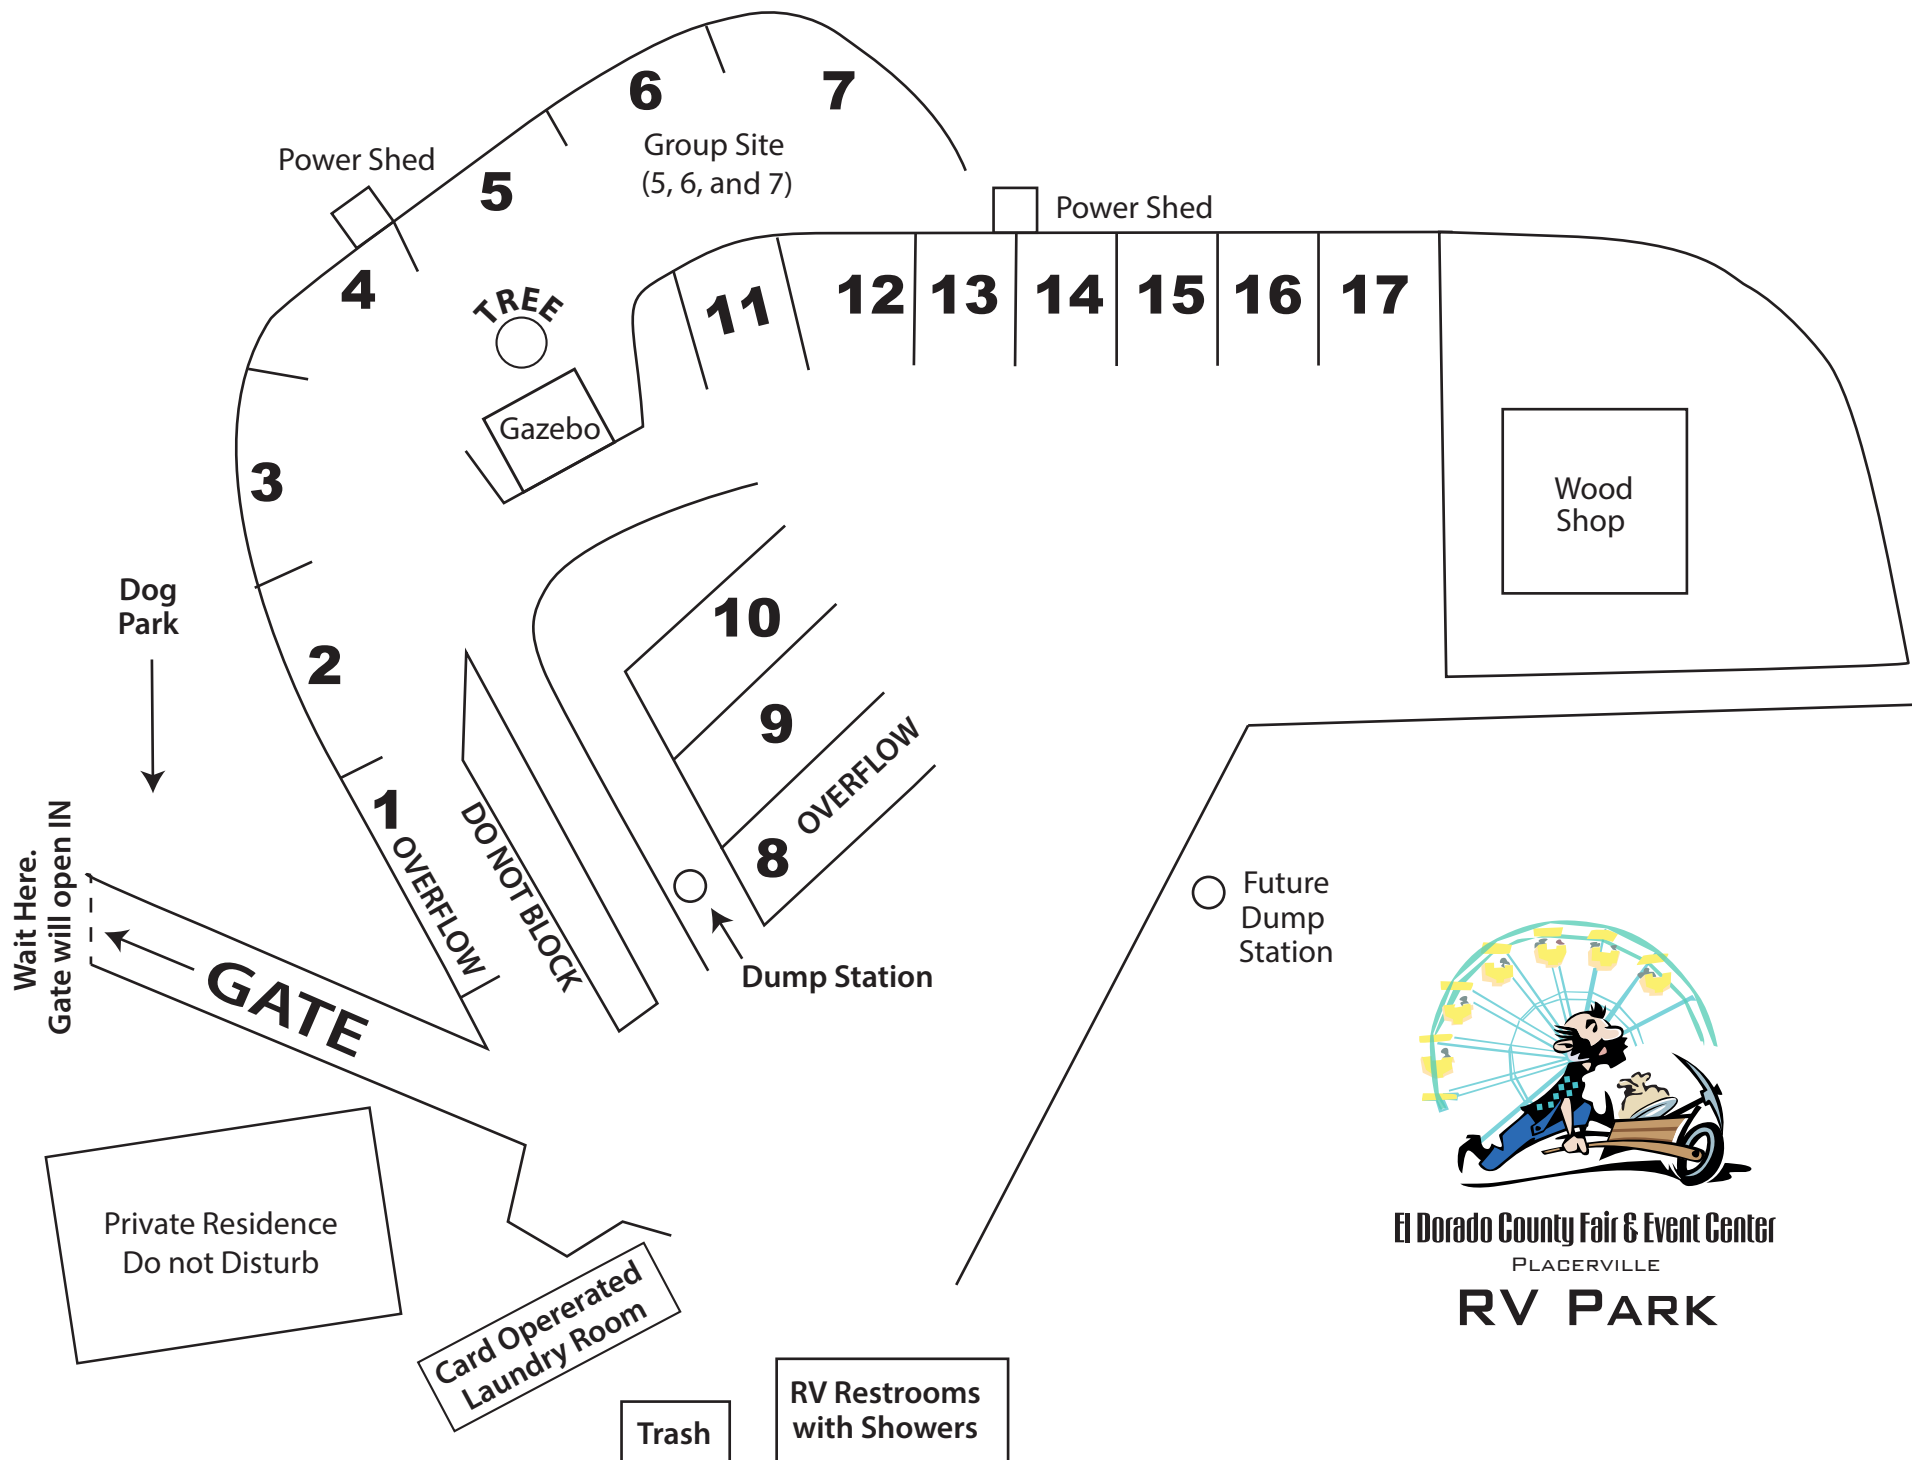 6
7
Group Site
(5, 6, and 7)
Power Shed
5
Power Shed
4
TREE
11
12
13
14
15
16
17
Gazebo
3
Wood
Shop
Dog
Park
10
2
9
8
OVERFLOW
1
OVERFLOW
DO NOT BLOCK
Wait Here.
Gate will open IN
GATE
Dump Station
Future
Dump
Station
Private Residence
Do not Disturb
Card Opererated
Laundry Room
Trash
RV Restrooms
with Showers
El Dorado County Fair & Event Center
PLACERVILLE
RV PARK